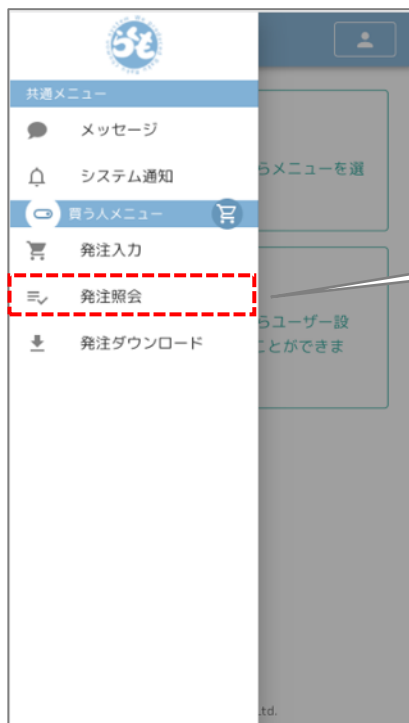 らくも
共通メニュー
メッセージ
システム通知
らメニューを選
買う人メニュー
発注入力
発注照会
らユーザー設
発注ダウンロード
ことができま
.td.